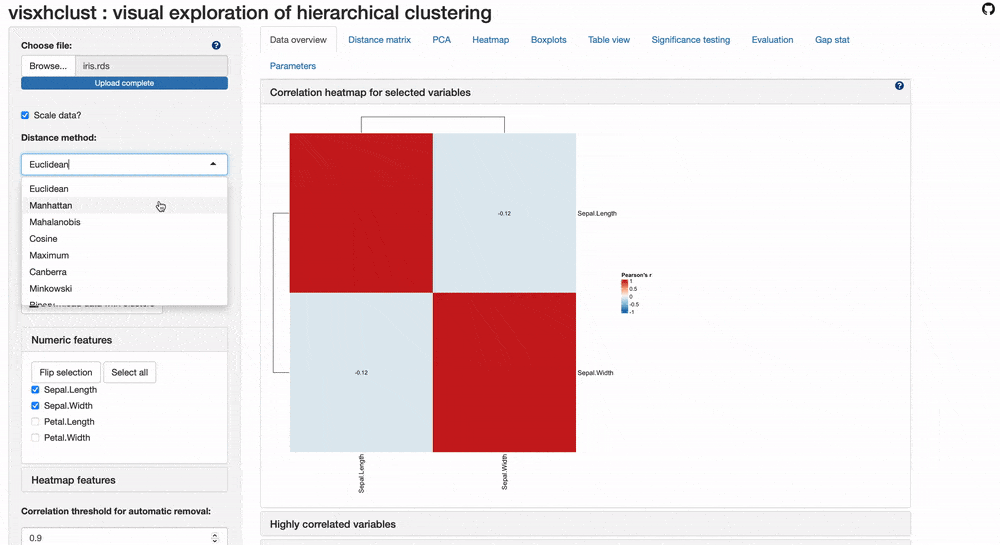 visxhclust : visual exploration of hierarchical clustering
Choose file:
Browse... iris.rds
Upload complete
Scale data?
Distance method:
Euclidean
Euclidean
Manhattan
Mahalanobis
Cosine
Maximum
Canberra
Minkowski
Numeric features
Flip selection Select all
Sepal.Length
Sepal.Width
Petal.Length
Petal.Width
Heatmap features
Correlation threshold for automatic removal:
0.9
Data overview Distance matrix PCA Heatmap Boxplots Table view Significance testing Evaluation Gap stat
Parameters
Correlation heatmap for selected variables
-0.12
Sepal.Length
Pearson's r
1
0.5
0
-0.5
-1
-0.12
Sepal.Width
Sepal.Length
Sepal.Width
Highly correlated variables